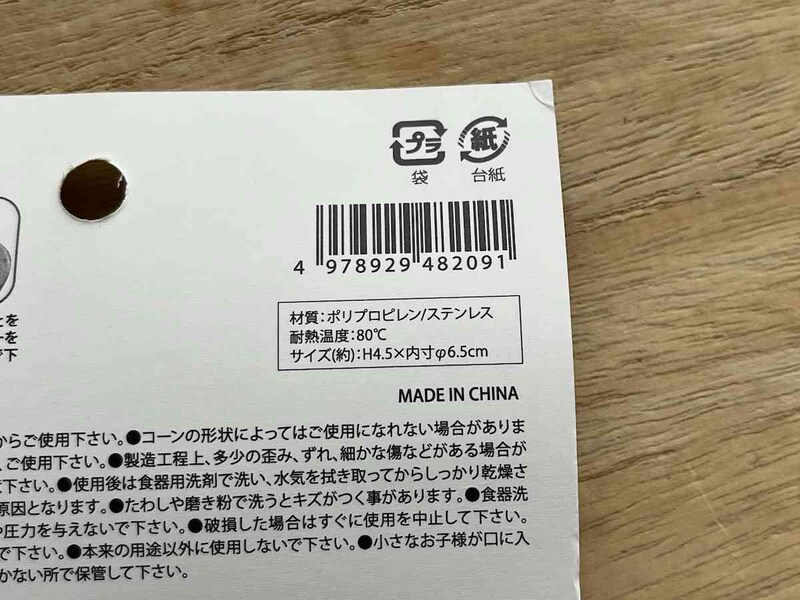 プラ 紙
袋 台紙
4 978929 482091
材質：ポリプロピレン/ステンレス
耐熱温度：80℃
サイズ(約)：H4.5×内寸φ6.5cm
MADE IN CHINA
とを
ーを
で下
からご使用下さい。●コーンの形状によってはご使用になれない場合がありま
、ご使用下さい。●製造工程上、多少の歪み、ずれ、細かな傷などがある場合が
下さい。●使用後は食器用洗剤で洗い、水気を拭き取ってからしっかり乾燥さ
原因となります。●たわしや磨き粉で洗うとキズがつく事があります。●食器洗
や圧力を与えないで下さい。●破損した場合はすぐに使用を中止して下さい。
で下さい。●本来の用途以外に使用しないで下さい。●小さなお子様が口に入
かない所で保管して下さい。